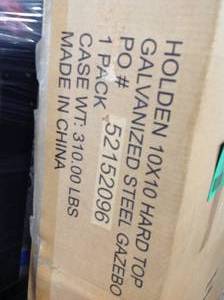 HOLDEN 10X10 HARD TOP
GALVANIZED STEEL GAZEBO
PO # 52152096
1 PACK
CASE WT: 310.00 LBS
MADE IN CHINA